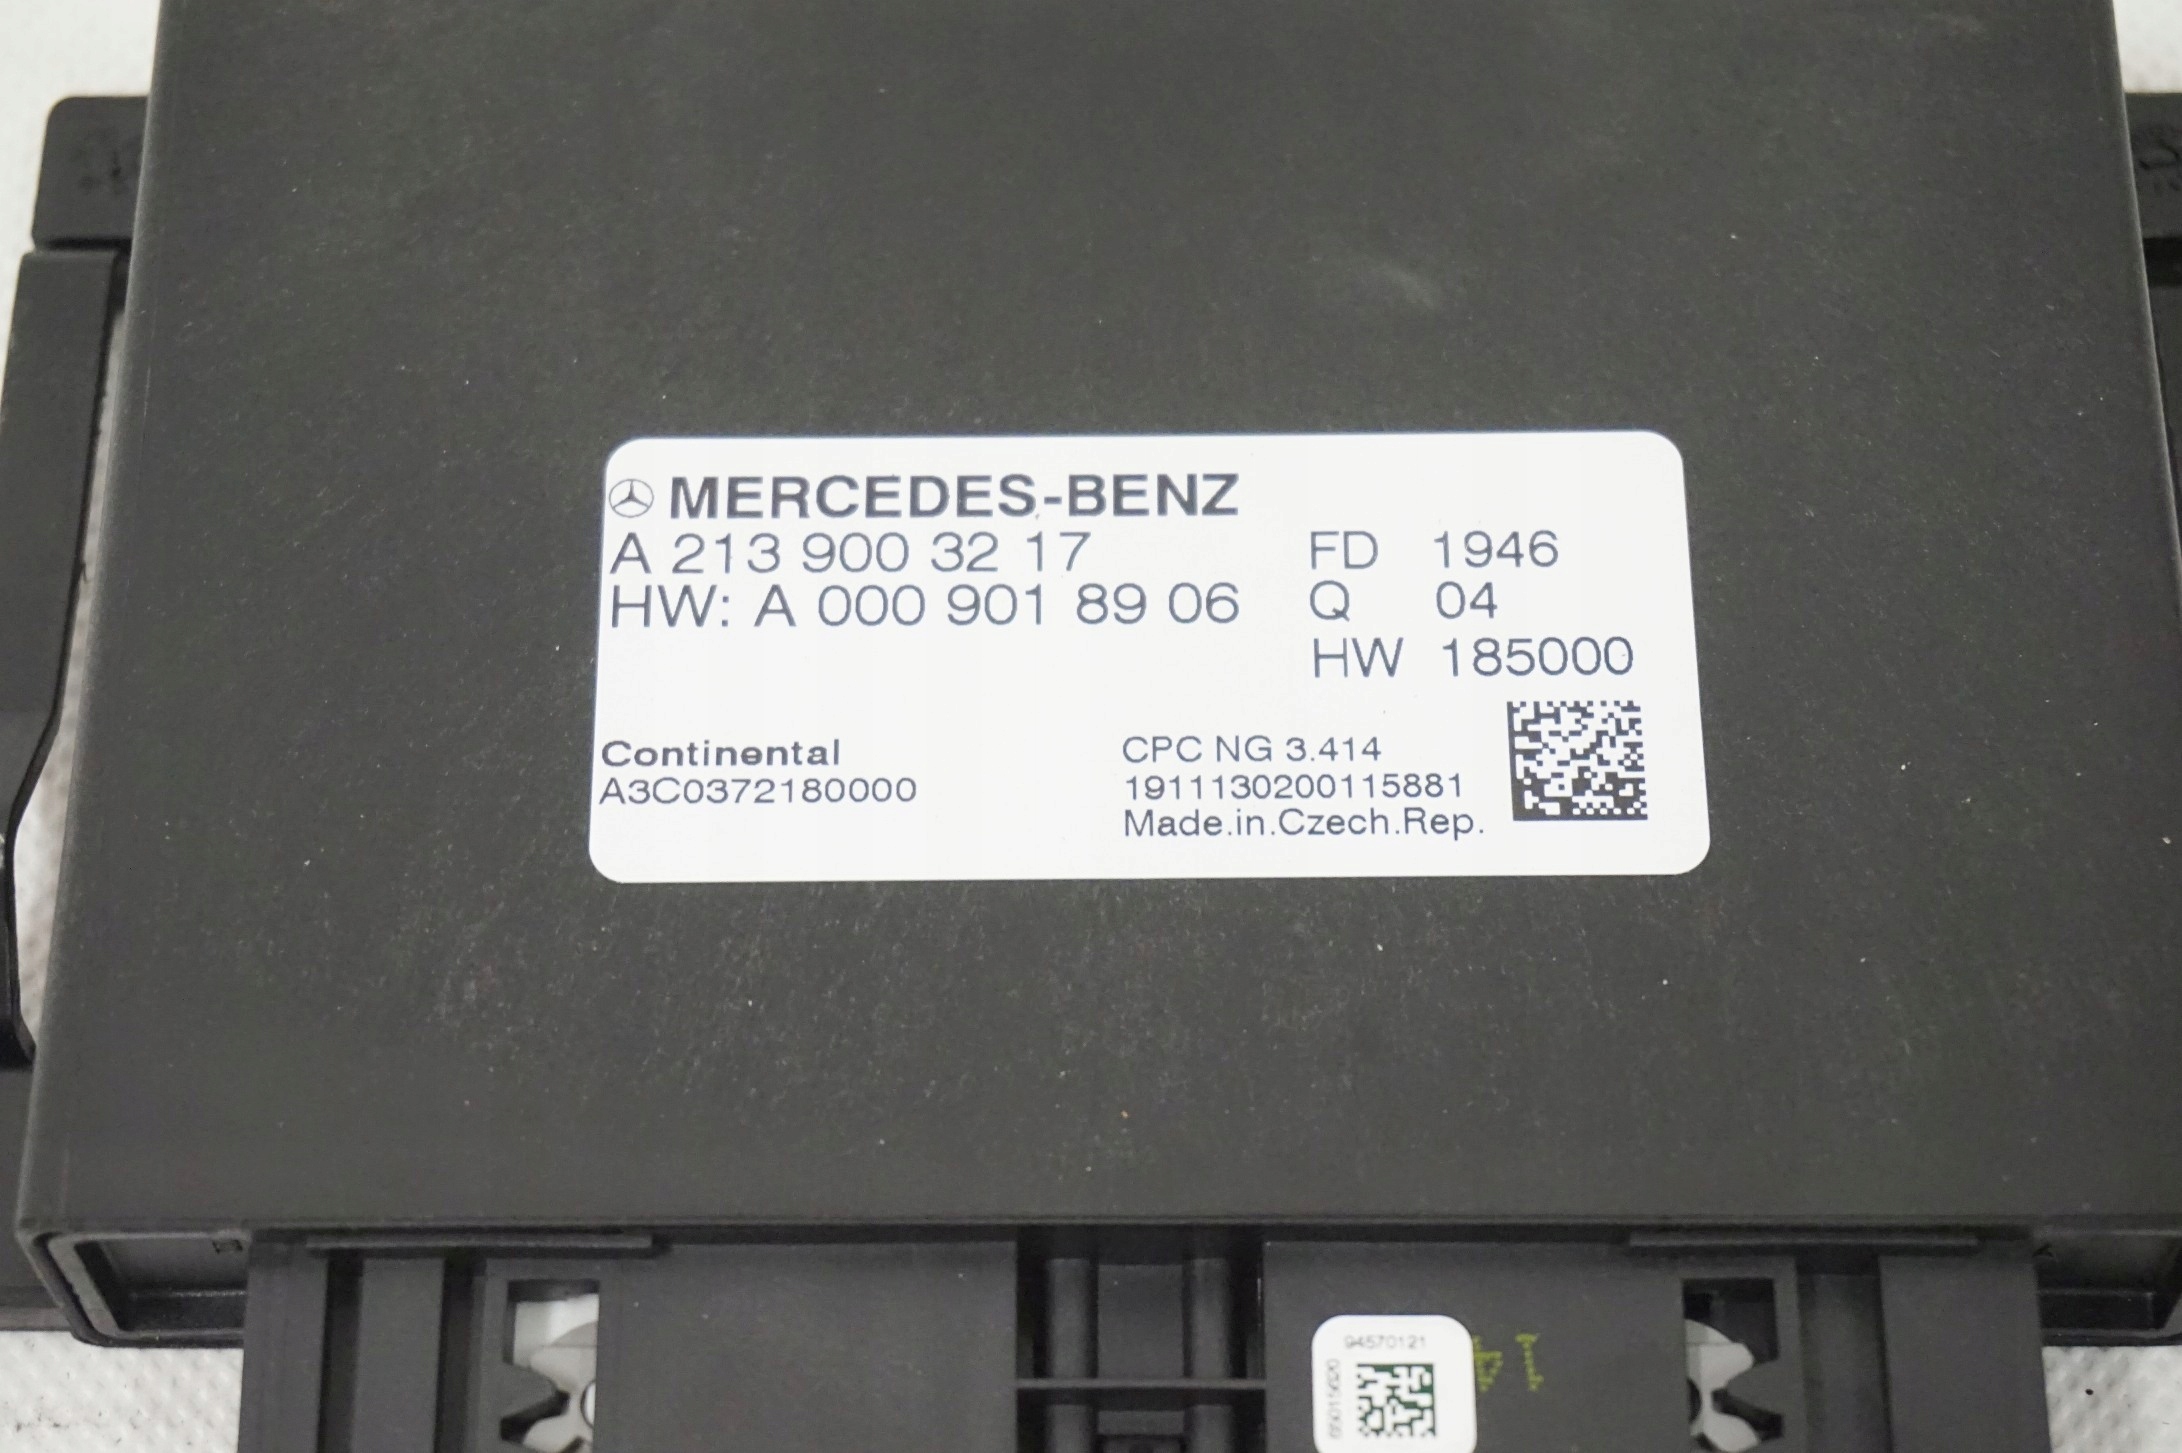 MERCEDES-BENZ
A 213 900 32 17
HW: A 000 901 89 06
FD 1946
Q 04
HW 185000
Continental
A3C0372180000
CPC NG 3.414
1911130200115881
Made.in.Czech.Rep.
94570121